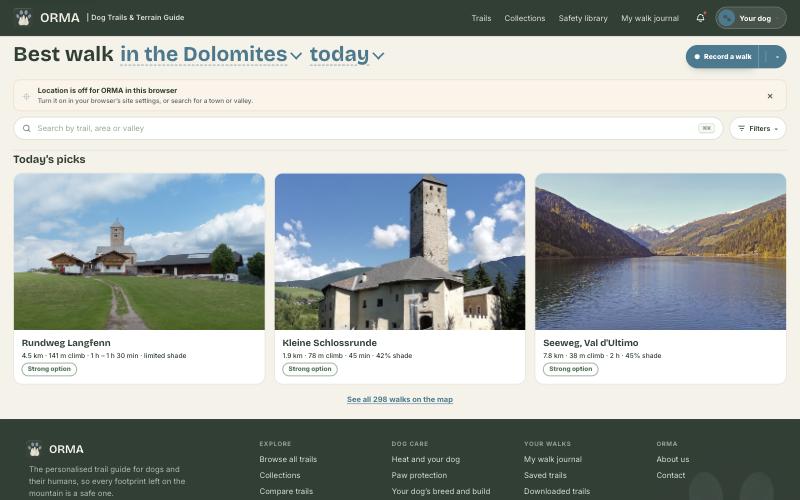 ORMA | Dog Trails & Terrain Guide
Trails Collections Safety library My walk journal Your dog
Best walk in the Dolomites today
Record a walk
Location is off for ORMA in this browser
Turn it on in your browser's site settings, or search for a town or valley.
Search by trail, area or valley
⌘K
Filters
Today's picks
Rundweg Langfenn
4.5 km · 141 m climb · 1 h – 1 h 30 min · limited shade
Strong option
Kleine Schlossrunde
1.9 km · 78 m climb · 45 min · 42% shade
Strong option
Seeweg, Val d'Ultimo
7.8 km · 38 m climb · 2 h · 45% shade
Strong option
See all 298 walks on the map
ORMA
The personalised trail guide for dogs and
their humans, so every footprint left on the
mountain is a safe one.
EXPLORE
Browse all trails
Collections
Compare trails
DOG CARE
Heat and your dog
Paw protection
Your dog's breed and build
YOUR WALKS
My walk journal
Saved trails
Downloaded trails
ORMA
About us
Contact